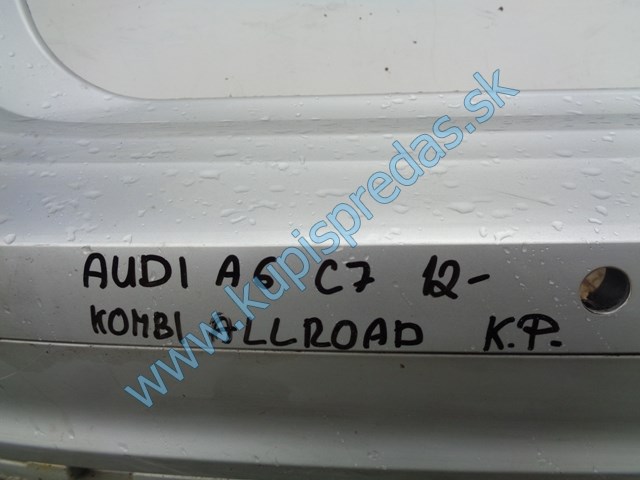 AUDI A6 C7 12-
KOMBI ALLROAD K.P.
www.kupispredas.sk